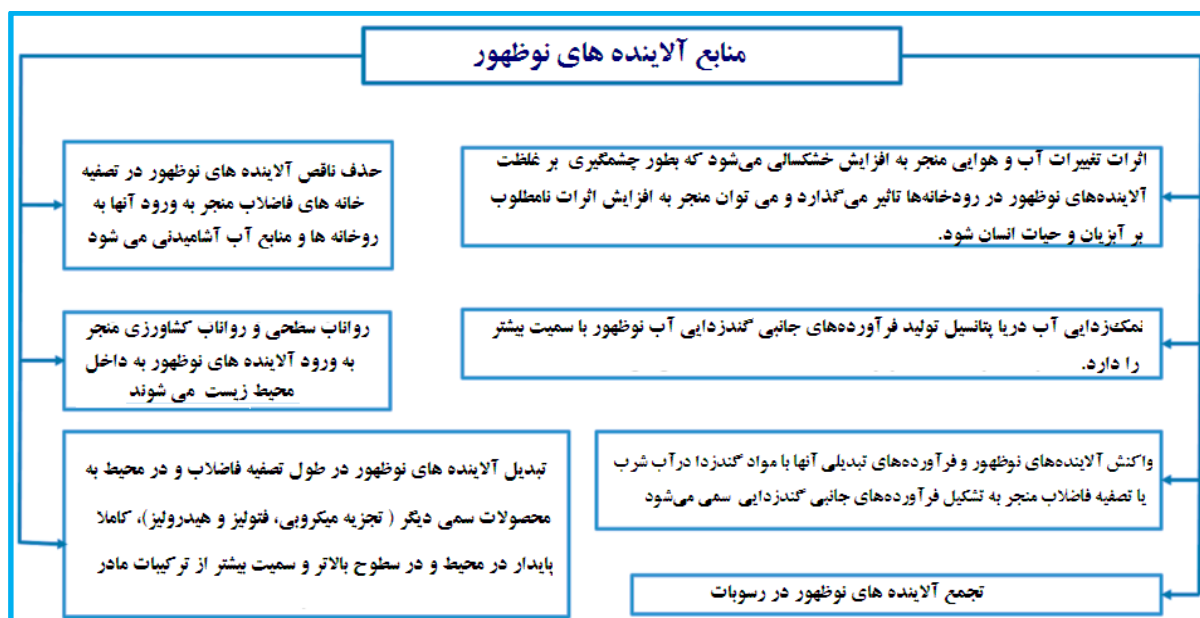 منابع آلاینده های نوظهور
اثرات تغییرات آب و هوایی منجر به افزایش خشکسالی می‌شود که بطور چشمگیری بر غلظت
آلاینده‌های نوظهور در رودخانه‌ها تاثیر می‌گذارد و می توان منجر به افزایش اثرات نامطلوب
بر آبزیان و حیات انسان شود.
نمک‌زدایی آب دریا پتانسیل تولید فرآورده‌های جانبی گندزدایی آب نوظهور با سمیت بیشتر
را دارد.
واکنش آلاینده‌های نوظهور و فرآورده‌های تبدیلی آنها با مواد گندزدا درآب شرب
یا تصفیه فاضلاب منجر به تشکیل فرآورده‌های جانبی گندزدایی سمی می‌شود
تجمع آلاینده های نوظهور در رسوبات
حذف ناقص آلاینده های نوظهور در تصفیه
خانه های فاضلاب منجر به ورود آنها به
روخانه ها و منابع آب آشامیدنی می شود
رواناب سطحی و رواناب کشاورزی منجر
به ورود آلاینده های نوظهور به داخل
محیط زیست می شوند
تبدیل آلاینده های نوظهور در طول تصفیه فاضلاب و در محیط به
محصولات سمی دیگر ( تجزیه میکروبی، فتولیز و هیدرولیز)، کاملا
پایدار در محیط و در سطوح بالاتر و سمیت بیشتر از ترکیبات مادر